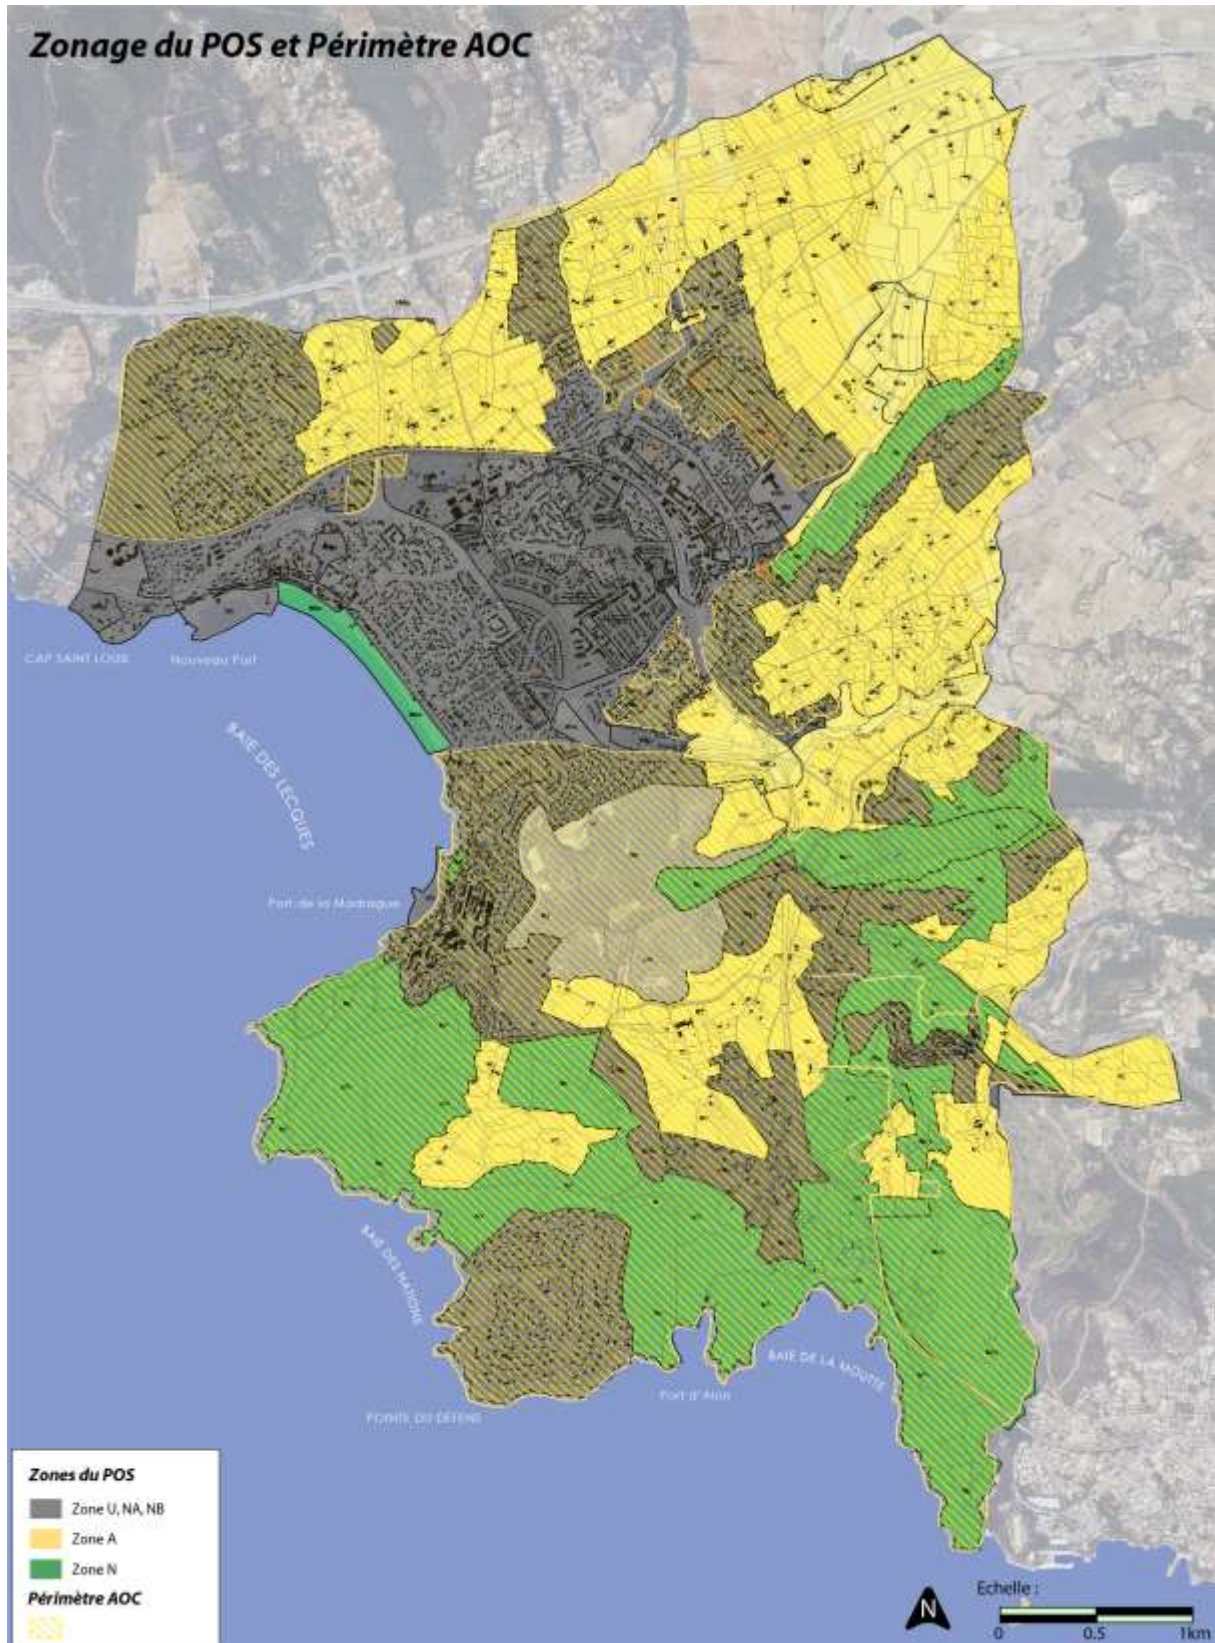 Zonage du POS et Périmètre AOC
CAP SAINT LOUIS
Nouveau Port
BAIE DES LECQUES
Port de la Madrague
BAIE DES NATIONS
BAIE DE LA MOUTTE
Port d'Alon
POINTE DU DÉFENS
Zones du POS
Zone U, NA, NB
Zone A
Zone N
Périmètre AOC
N
Echelle :
0 0.5 1km